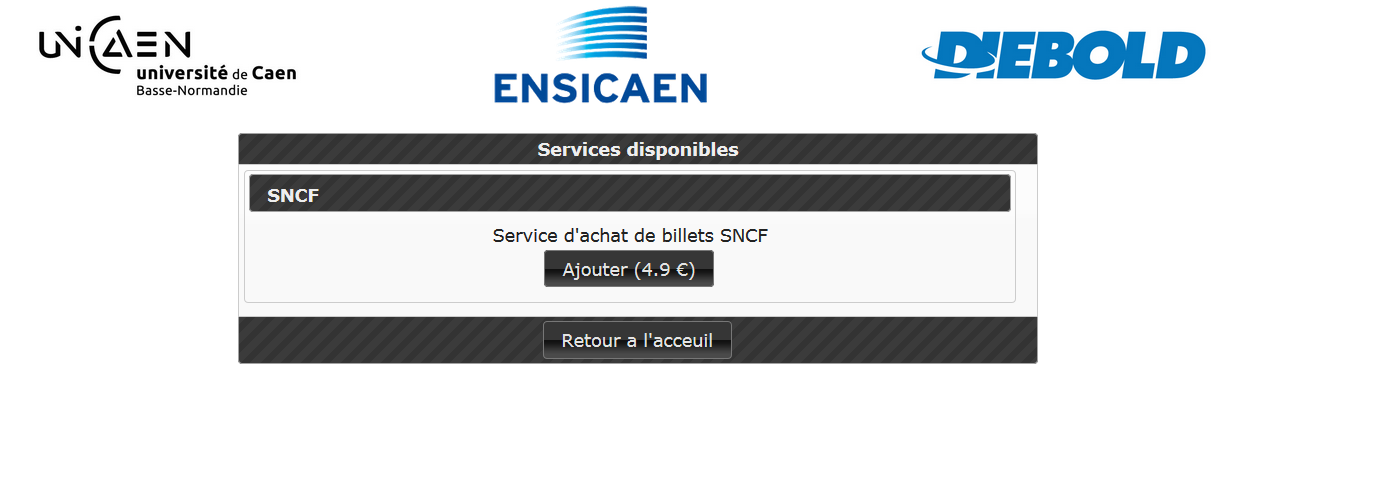 UNICAEN
université de Caen
Basse-Normandie
ENSICAEN
DIEBOLD
Services disponibles
SNCF
Service d'achat de billets SNCF
Ajouter (4.9 €)
Retour a l'acceuil